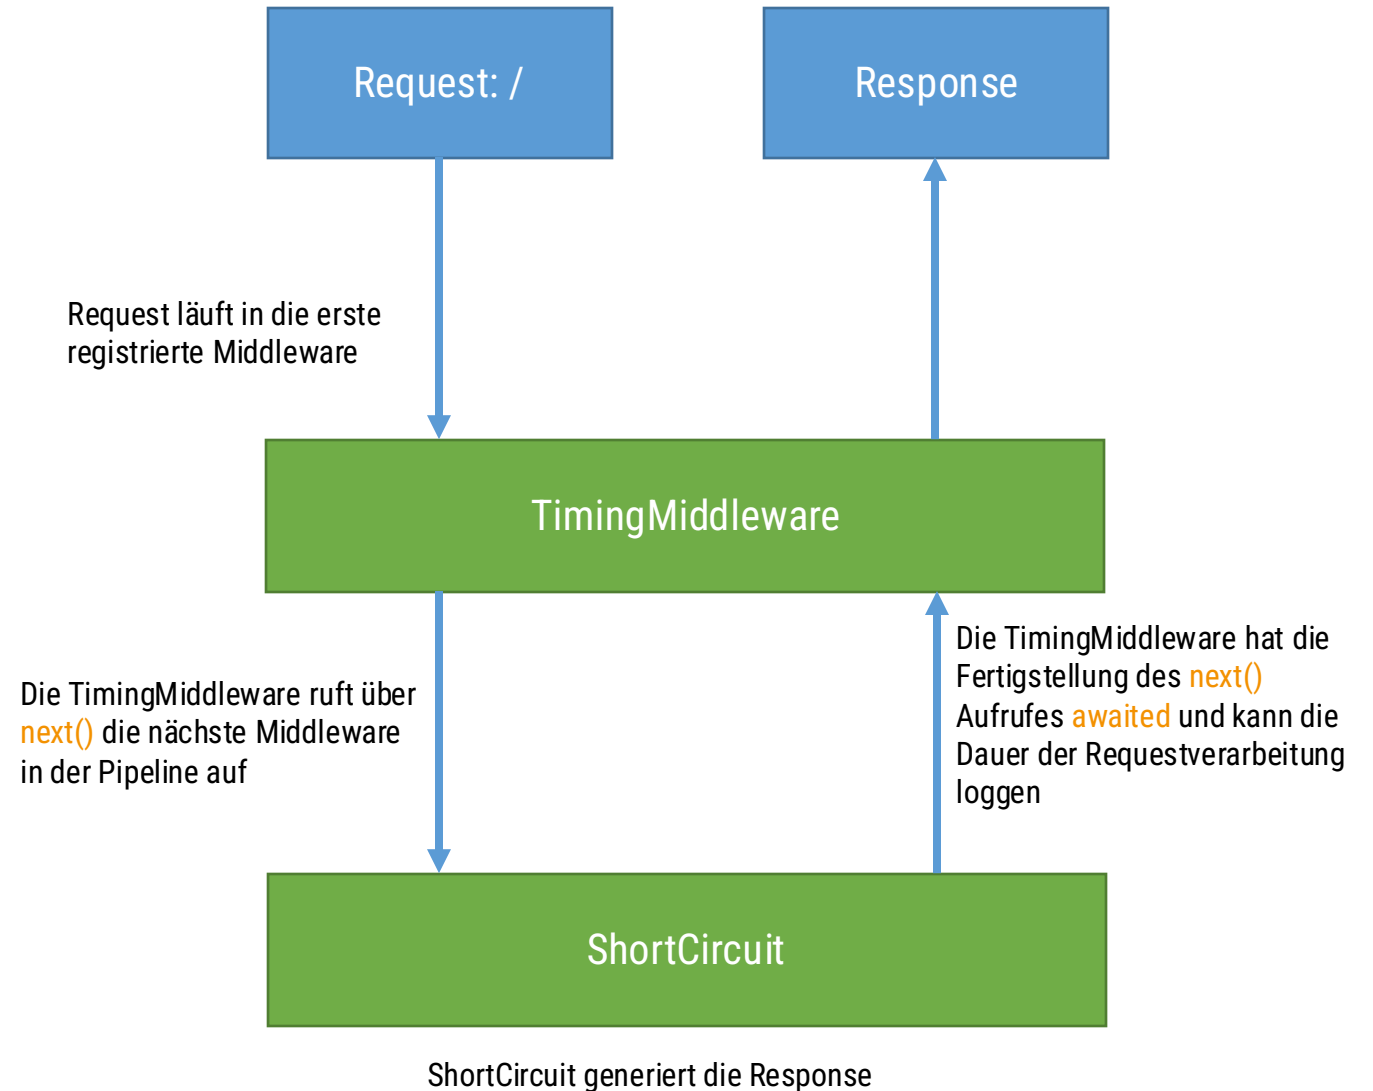 Request: /
Response
Request läuft in die erste
registrierte Middleware
TimingMiddleware
Die TimingMiddleware ruft über
next() die nächste Middleware
in der Pipeline auf
Die TimingMiddleware hat die
Fertigstellung des next()
Aufrufes awaited und kann die
Dauer der Requestverarbeitung
loggen
ShortCircuit
ShortCircuit generiert die Response